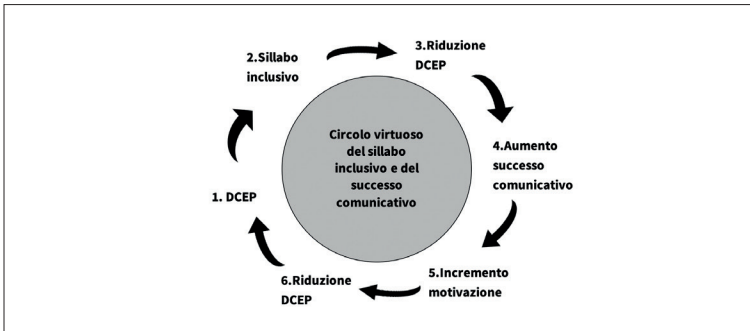 1. DCEP
2.Sillabo
inclusivo
3.Riduzione
DCEP
4.Aumento
successo
comunicativo
5.Incremento
motivazione
6.Riduzione
DCEP
Circolo virtuoso
del sillabo
inclusivo e del
successo
comunicativo